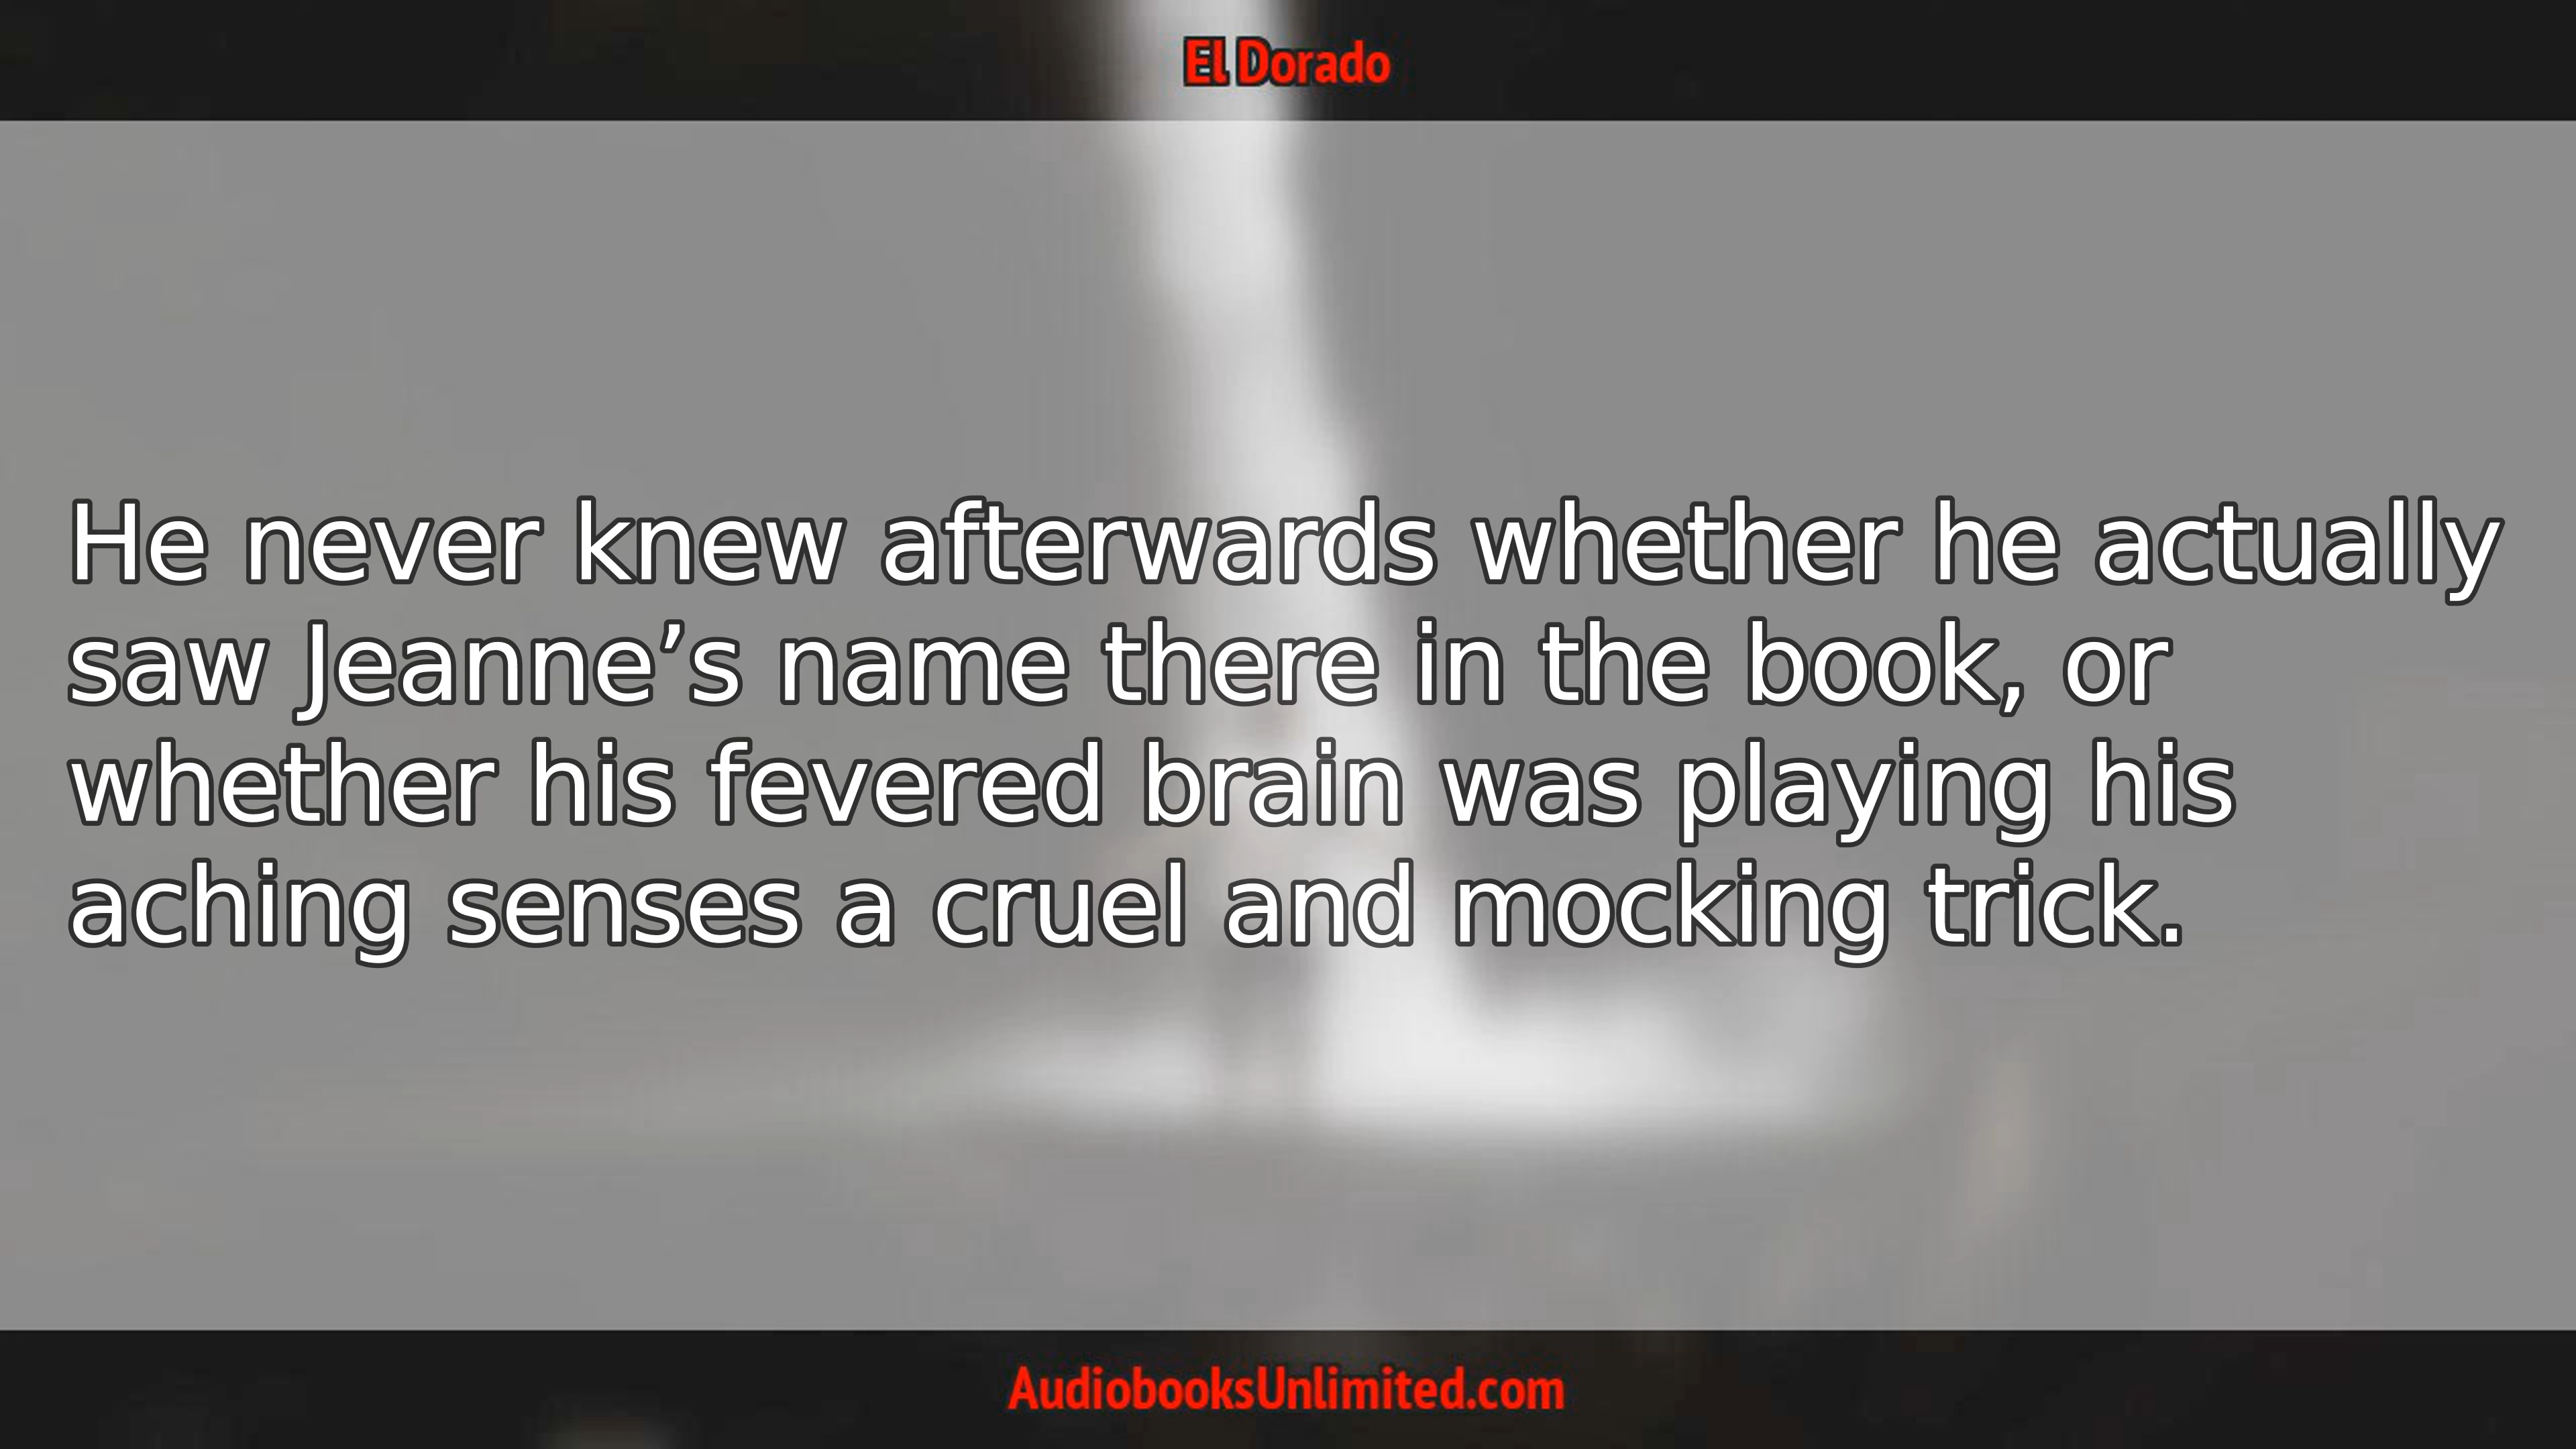 El Dorado
He never knew afterwards whether he actually
saw Jeanne’s name there in the book, or
whether his fevered brain was playing his
aching senses a cruel and mocking trick.
AudiobooksUnlimited.com